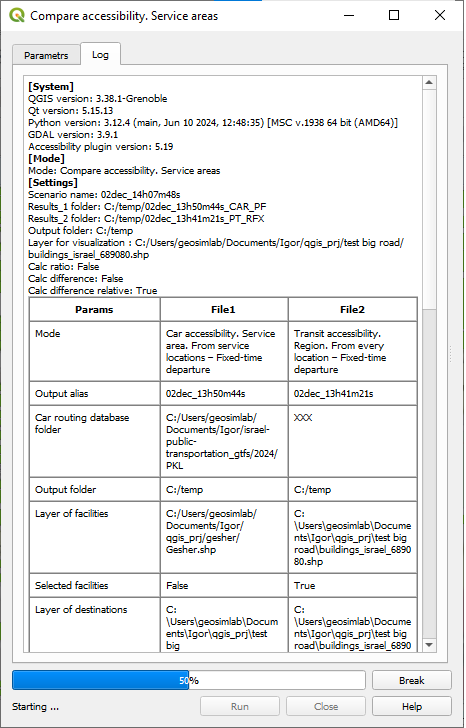 Compare accessibility. Service areas
Parametrs
Log
[System]
QGIS version: 3.38.1-Grenoble
Qt version: 5.15.13
Python version: 3.12.4 (main, Jun 10 2024, 12:48:35) [MSC v.1938 64 bit (AMD64)]
GDAL version: 3.9.1
Accessibility plugin version: 5.19
[Mode]
Mode: Compare accessibility. Service areas
[Settings]
Scenario name: 02dec_14h07m48s
Results_1 folder: C:/temp/02dec_13h50m44s_CAR_PF
Results_2 folder: C:/temp/02dec_13h41m21s_PT_RFX
Output folder: C:/temp
Layer for visualization : C:/Users/geosimlab/Documents/Igor/qgis_prj/test big road/
buildings_israel_689080.shp
Calc ratio: False
Calc difference: False
Calc difference relative: True
Params File1 File2
Mode
Car accessibility. Service
area. From service
locations – Fixed-time
departure
Transit accessibility.
Region. From every
location – Fixed-time
departure
Output alias 02dec_13h50m44s 02dec_13h41m21s
Car routing database
folder
C:/Users/geosimlab/
Documents/Igor/israel-
public-
transportation_gtfs/2024/
PKL
XXX
Output folder C:/temp C:/temp
Layer of facilities
C:/Users/geosimlab/
Documents/Igor/
qgis_prj/gesher/
Gesher.shp
C:
\Users\geosimlab\Docume
nts\Igor\qgis_prj\test big
road\buildings_israel_6890
80.shp
Selected facilities False True
Layer of destinations
C:
\Users\geosimlab\Docum
ents\Igor\qgis_prj\test
big
C:
\Users\geosimlab\Docume
nts\Igor\qgis_prj\test big
road\buildings_israel_6890
50%
Break
Starting ...
Run
Close
Help